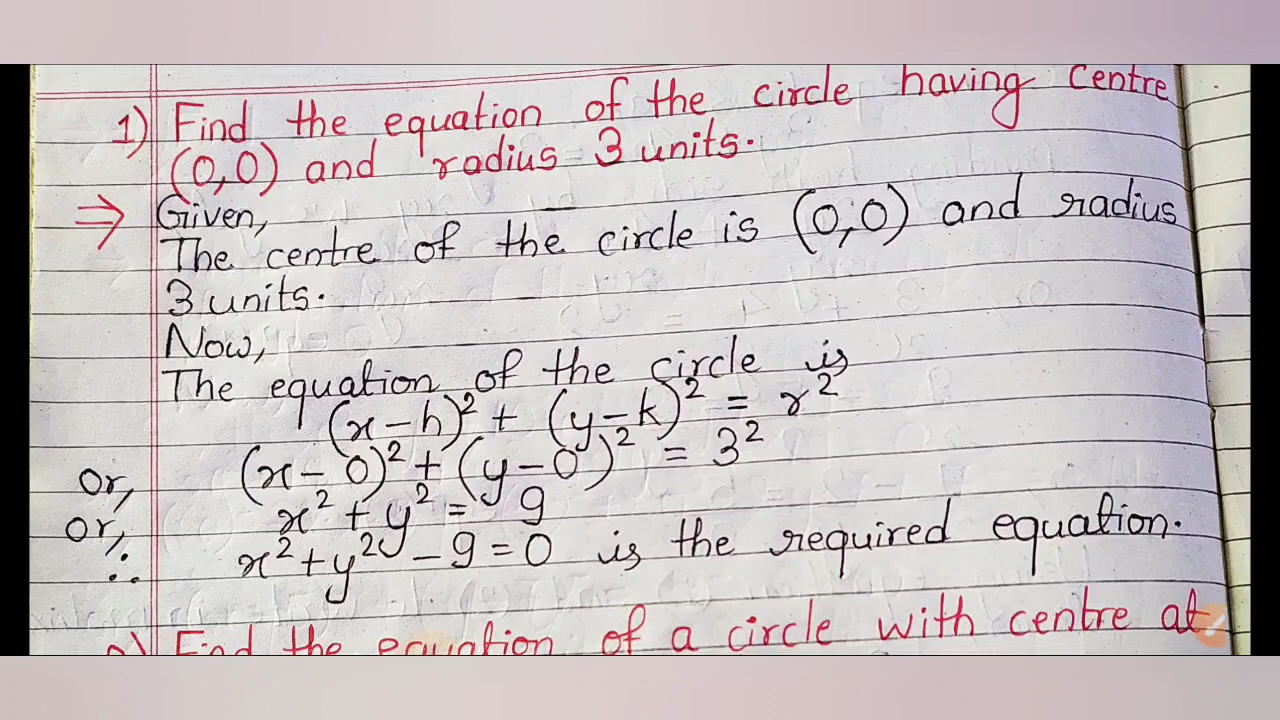 1) Find the equation of the circle having centre
(0,0) and radius 3 units.
⇒ Given,
The centre of the circle is (0,0) and radius
3 units.
Now,
The equation of the circle is
(x-h)² + (y-k)² = r²
or, (x-0)² + (y-0)² = 3²
or, x² + y² = 9
∴ x² + y² - 9 = 0 is the required equation.
2) Find the equation of a circle with centre at